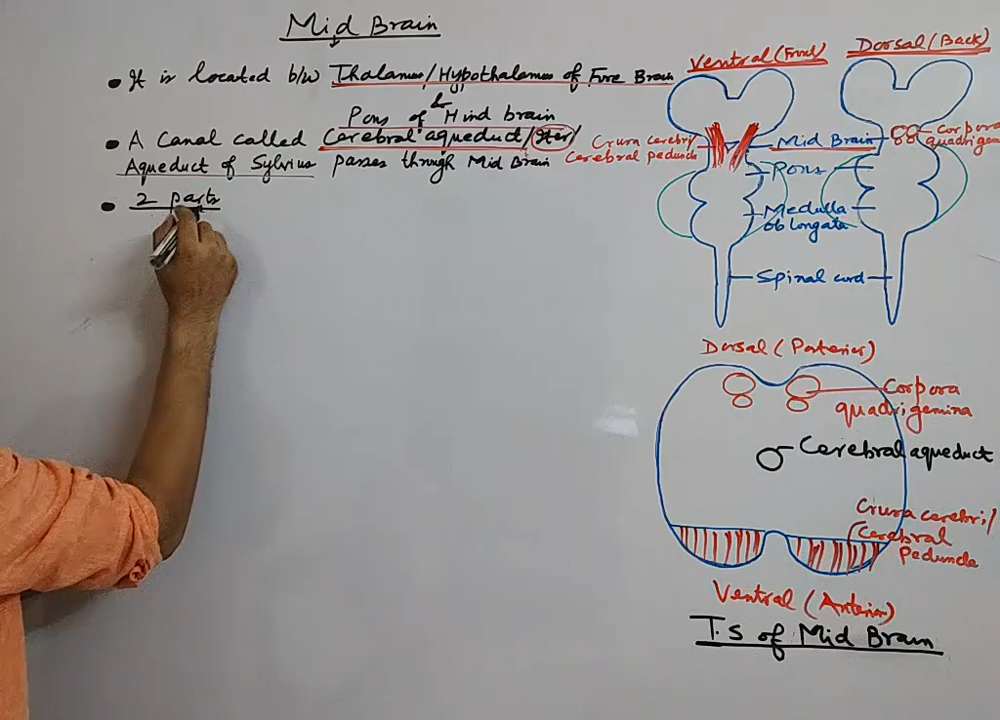 Mid Brain
• It is located b/w Thalamus/Hypothalamus of Fore Brain
&
Pons of Hind brain
• A Canal called Cerebral aqueduct/Iter/
Aqueduct of Sylvius passes through Mid Brain
• 2 parts
Ventral (Front)
Dorsal (Back)
Crura cerebri/
Cerebral peduncle
Mid Brain
Corpora
quadrigemina
Pons
Medulla
oblongata
Spinal cord
Dorsal (Posterior)
Corpora
quadrigemina
Cerebral aqueduct
Crura cerebri/
Cerebral
Peduncle
Ventral (Anterior)
T.S of Mid Brain